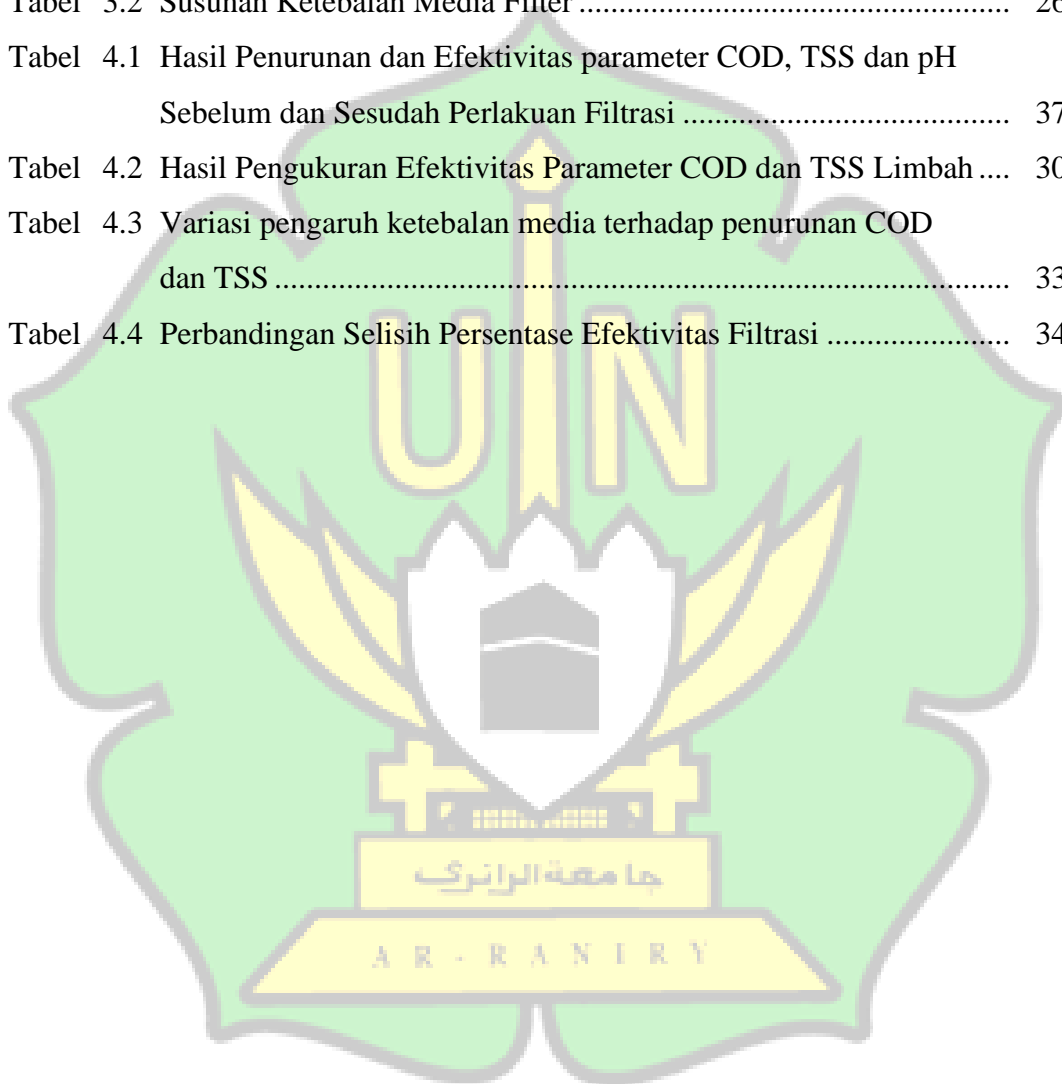 Tabel 3.2 Susunan Ketebalan Media Filter ........................................................ 26
Tabel 4.1 Hasil Penurunan dan Efektivitas parameter COD, TSS dan pH
Sebelum dan Sesudah Perlakuan Filtrasi .......................................... 37
Tabel 4.2 Hasil Pengukuran Efektivitas Parameter COD dan TSS Limbah .... 30
Tabel 4.3 Variasi pengaruh ketebalan media terhadap penurunan COD
dan TSS ............................................................................................. 33
Tabel 4.4 Perbandingan Selisih Persentase Efektivitas Filtrasi ....................... 34
UIN
جامعة الرانري
AR-RANIRY